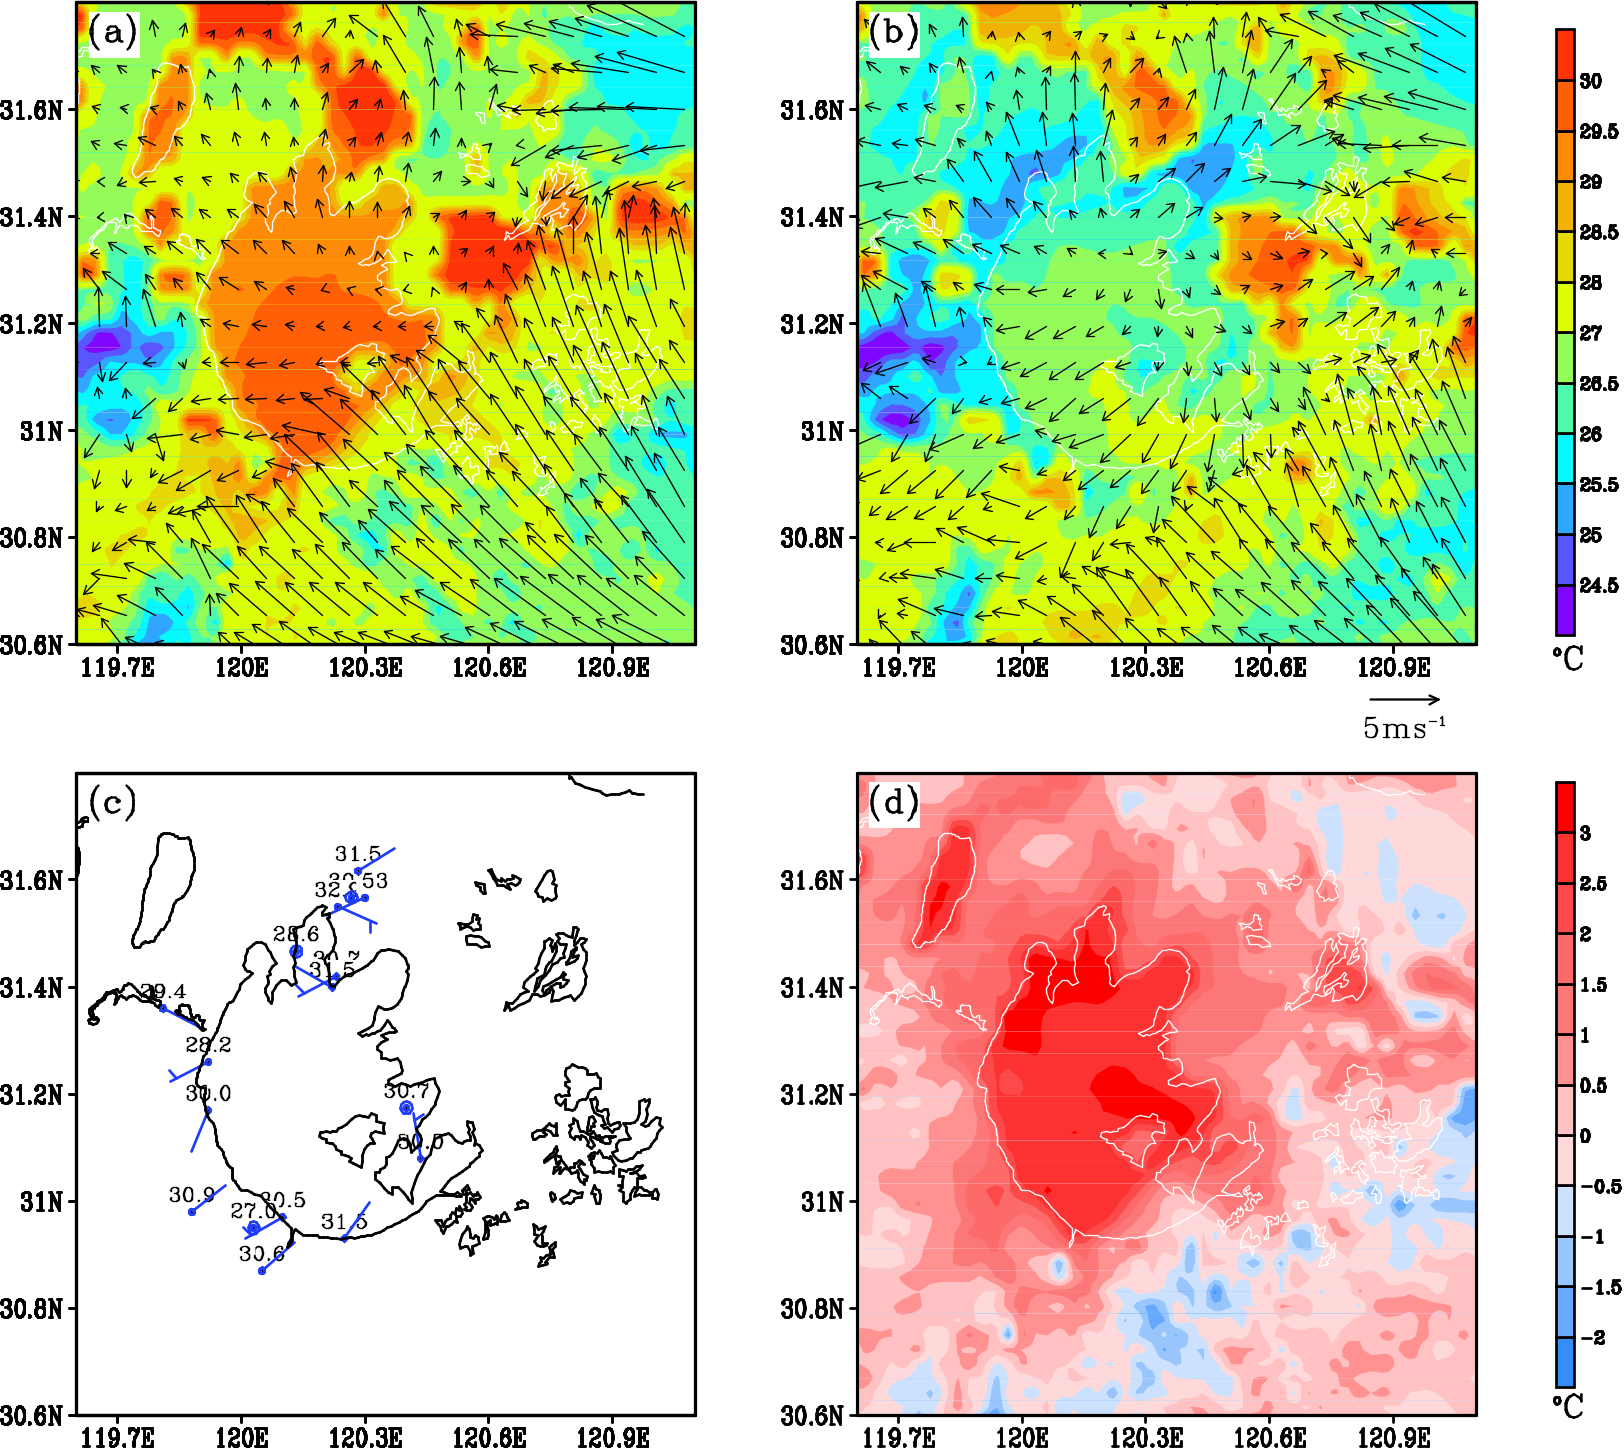 (a)
31.6N
31.4N
31.2N
31N
30.8N
30.6N
119.7E 120E 120.3E 120.6E 120.9E
(b)
31.6N
31.4N
31.2N
31N
30.8N
30.6N
119.7E 120E 120.3E 120.6E 120.9E
30
29.5
29
28.5
28
27
26.5
26
25.5
25
24.5
°C
5ms⁻¹
(c)
31.6N
31.4N
31.2N
31N
30.8N
30.6N
119.7E 120E 120.3E 120.6E 120.9E
31.5
28.6
31.5
29.4
28.2
30.0
30.7
30.9
27.0
31.5
30.6
(d)
31.6N
31.4N
31.2N
31N
30.8N
30.6N
119.7E 120E 120.3E 120.6E 120.9E
3
2.5
2
1.5
1
0.5
0
-0.5
-1
-1.5
-2
°C